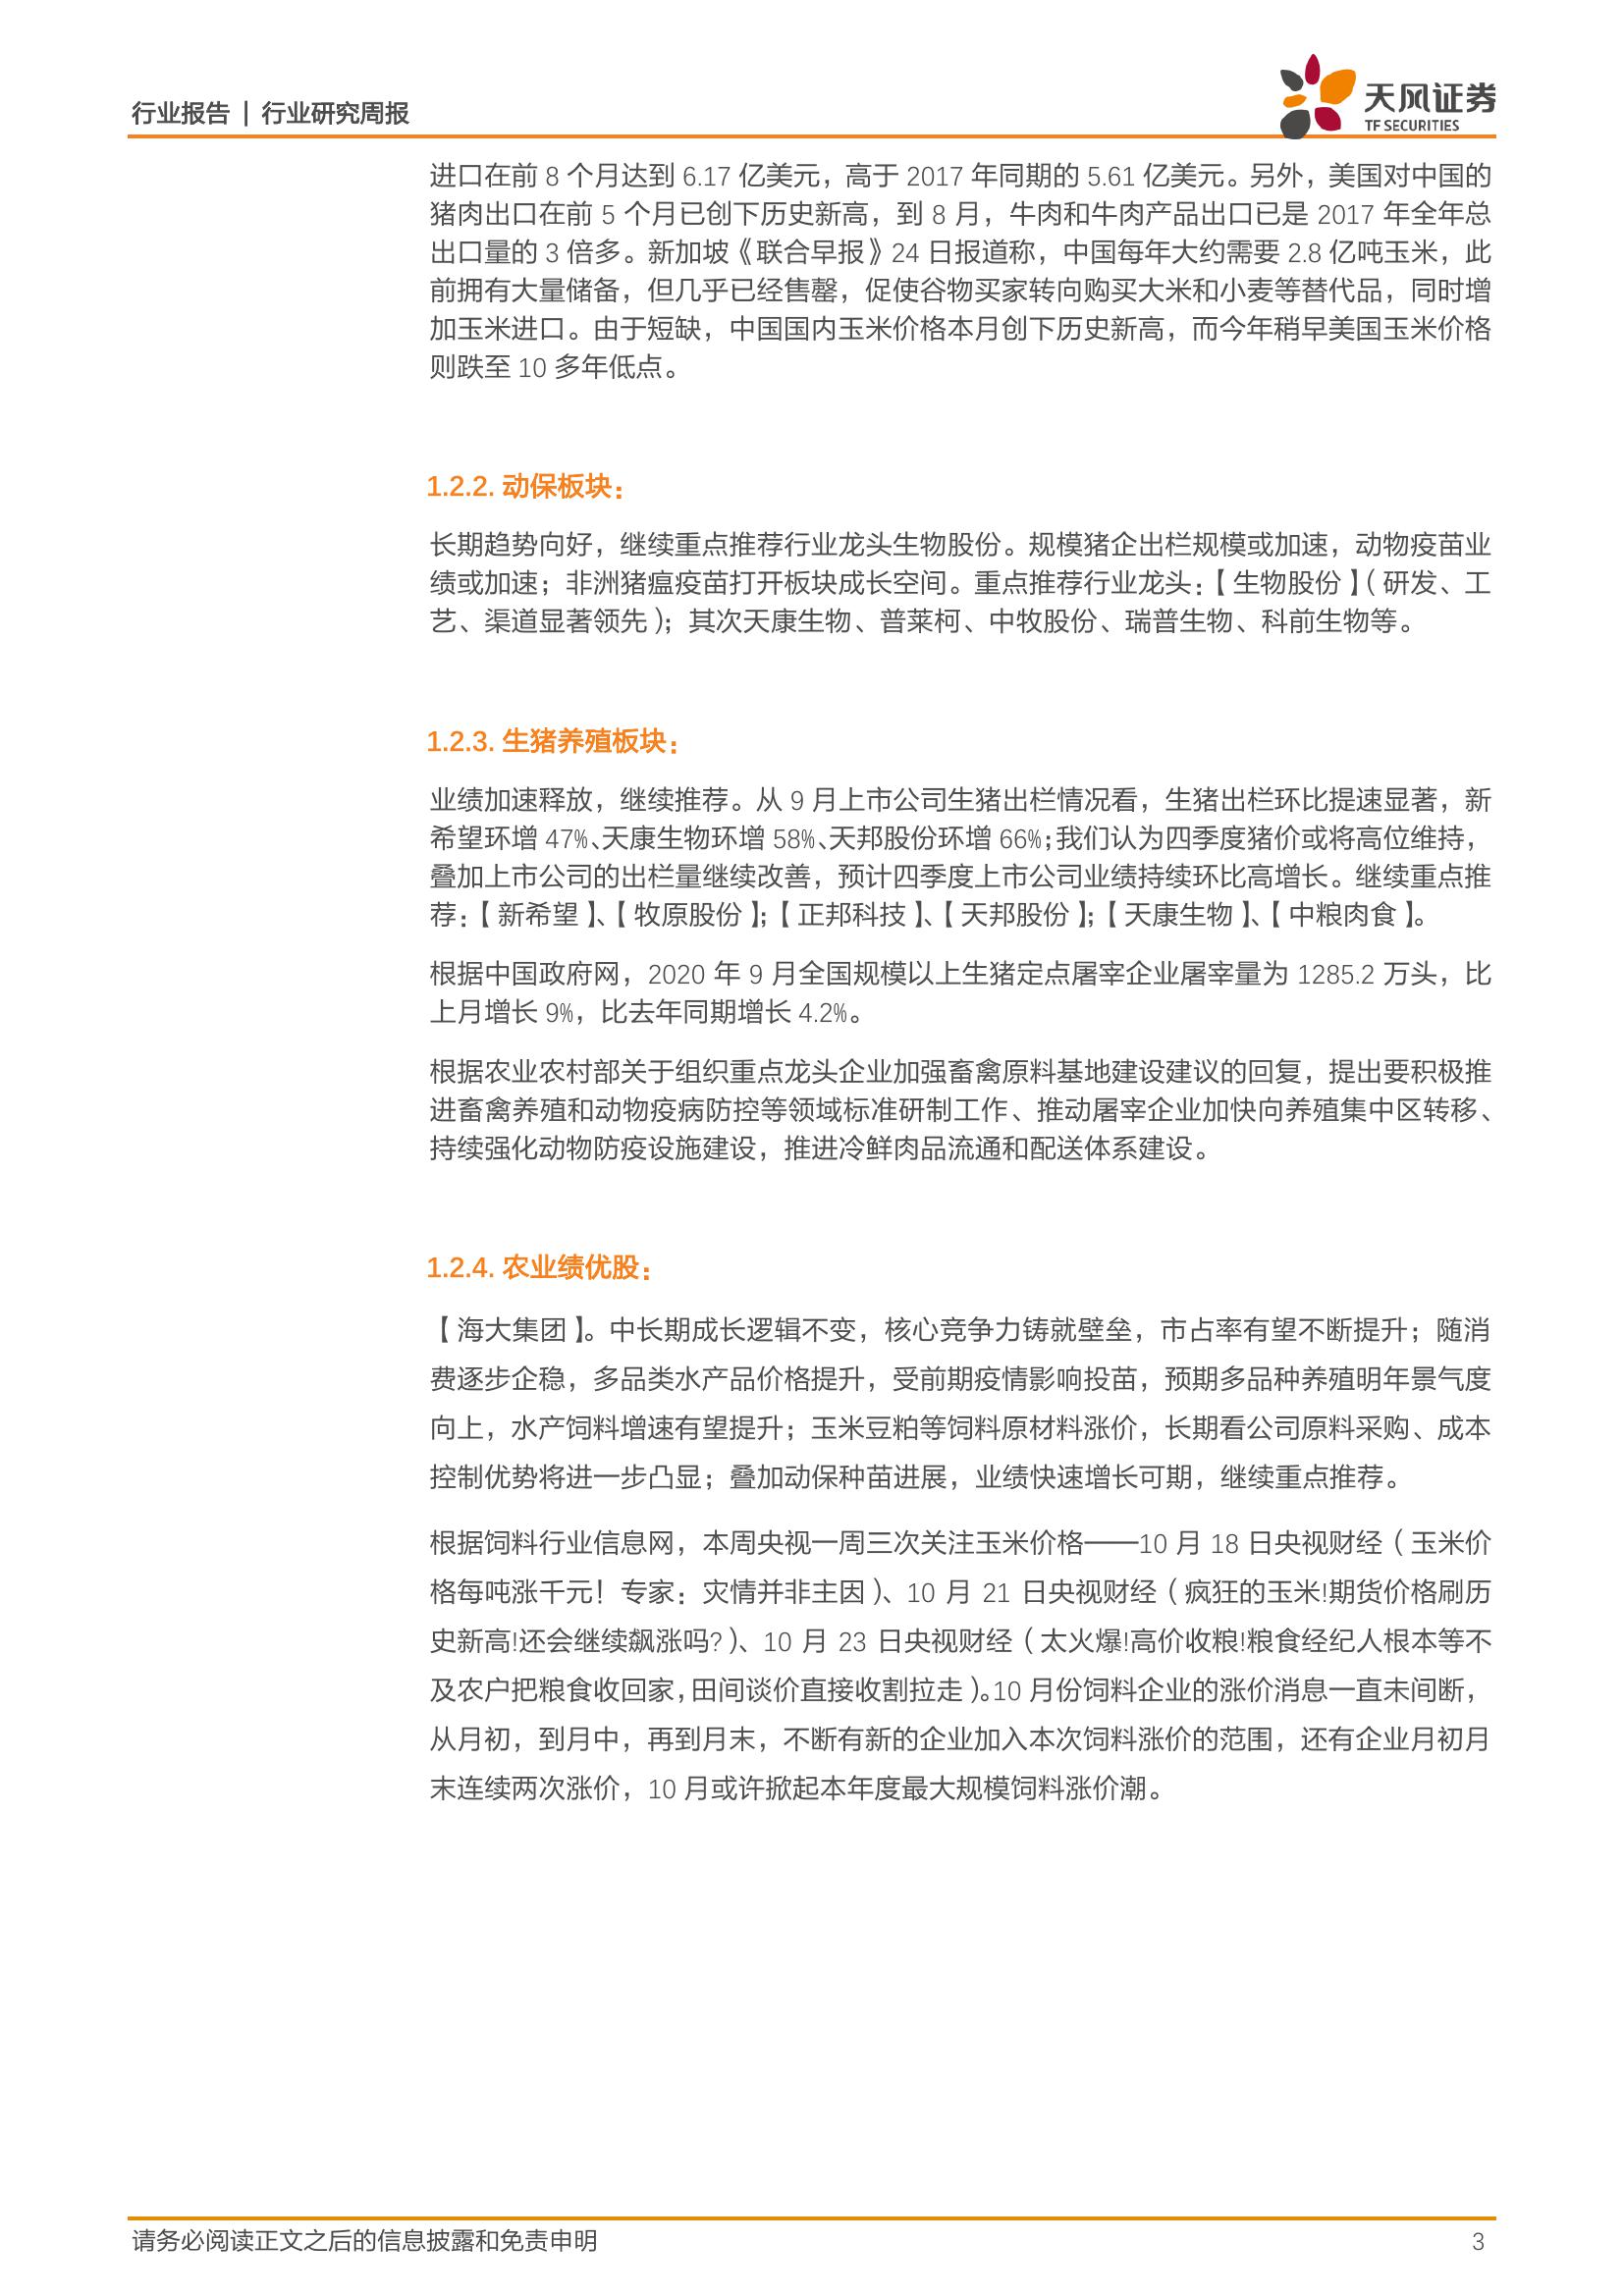 行业报告 | 行业研究周报
天风证券
TF SECURITIES
进口在前 8 个月达到 6.17 亿美元，高于 2017 年同期的 5.61 亿美元。另外，美国对中国的
猪肉出口在前 5 个月已创下历史新高，到 8 月，牛肉和牛肉产品出口已是 2017 年全年总
出口量的 3 倍多。新加坡《联合早报》24 日报道称，中国每年大约需要 2.8 亿吨玉米，此
前拥有大量储备，但几乎已经售罄，促使谷物买家转向购买大米和小麦等替代品，同时增
加玉米进口。由于短缺，中国国内玉米价格本月创下历史新高，而今年稍早美国玉米价格
则跌至 10 多年低点。
1.2.2. 动保板块：
长期趋势向好，继续重点推荐行业龙头生物股份。规模猪企出栏规模或加速，动物疫苗业
绩或加速；非洲猪瘟疫苗打开板块成长空间。重点推荐行业龙头：【生物股份】（研发、工
艺、渠道显著领先）；其次天康生物、普莱柯、中牧股份、瑞普生物、科前生物等。
1.2.3. 生猪养殖板块：
业绩加速释放，继续推荐。从 9 月上市公司生猪出栏情况看，生猪出栏环比提速显著，新
希望环增 47%、天康生物环增 58%、天邦股份环增 66%；我们认为四季度猪价或将高位维持，
叠加上市公司的出栏量继续改善，预计四季度上市公司业绩持续环比高增长。继续重点推
荐：【新希望】、【牧原股份】；【正邦科技】、【天邦股份】；【天康生物】、【中粮肉食】。
根据中国政府网，2020 年 9 月全国规模以上生猪定点屠宰企业屠宰量为 1285.2 万头，比
上月增长 9%，比去年同期增长 4.2%。
根据农业农村部关于组织重点龙头企业加强畜禽原料基地建设建议的回复，提出要积极推
进畜禽养殖和动物疫病防控等领域标准研制工作、推动屠宰企业加快向养殖集中区转移、
持续强化动物防疫设施建设，推进冷鲜肉品流通和配送体系建设。
1.2.4. 农业绩优股：
【海大集团】。中长期成长逻辑不变，核心竞争力铸就壁垒，市占率有望不断提升；随消
费逐步企稳，多品类水产品价格提升，受前期疫情影响投苗，预期多品种养殖明年景气度
向上，水产饲料增速有望提升；玉米豆粕等饲料原材料涨价，长期看公司原料采购、成本
控制优势将进一步凸显；叠加动保种苗进展，业绩快速增长可期，继续重点推荐。
根据饲料行业信息网，本周央视一周三次关注玉米价格——10 月 18 日央视财经（玉米价
格每吨涨千元！专家：灾情并非主因）、10 月 21 日央视财经（疯狂的玉米!期货价格刷历
史新高!还会继续飙涨吗?）、10 月 23 日央视财经（太火爆!高价收粮!粮食经纪人根本等不
及农户把粮食收回家，田间谈价直接收割拉走）。10 月份饲料企业的涨价消息一直未间断，
从月初，到月中，再到月末，不断有新的企业加入本次饲料涨价的范围，还有企业月初月
末连续两次涨价，10 月或许掀起本年度最大规模饲料涨价潮。
请务必阅读正文之后的信息披露和免责申明
3